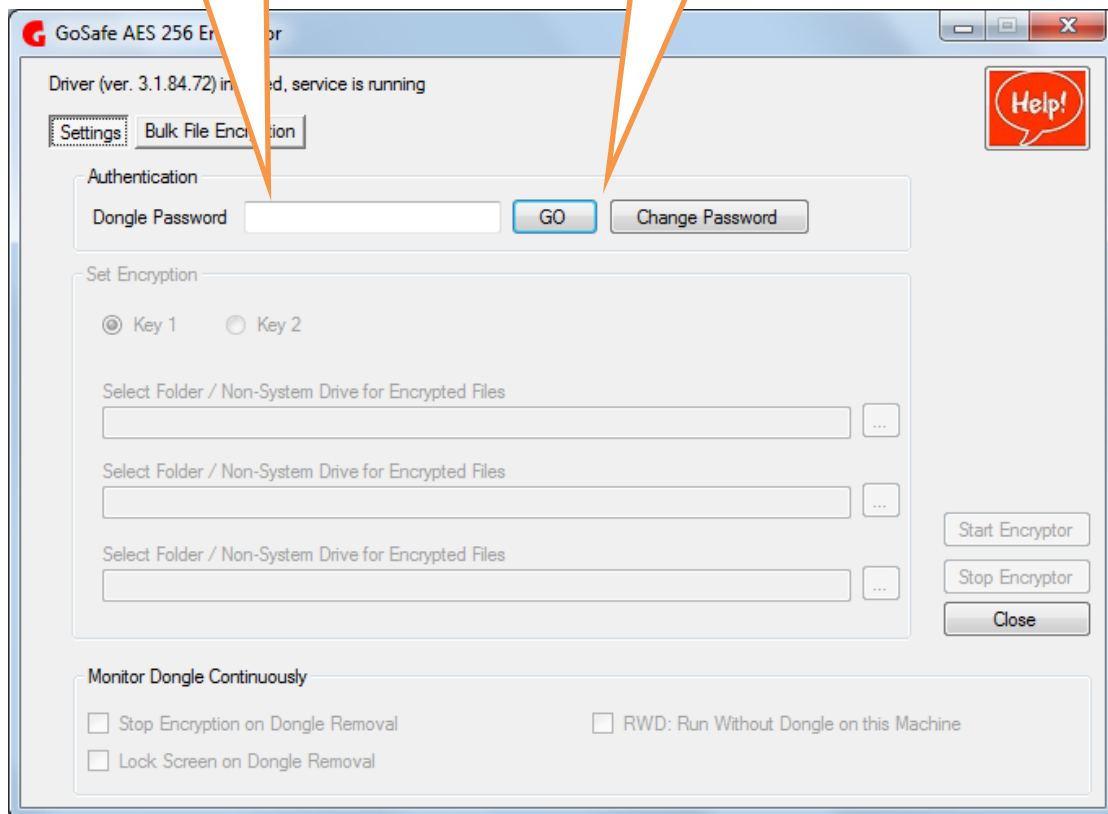 GoSafe AES 256 Er or
Driver (ver. 3.1.84.72) in ed, service is running
Help!
Settings Bulk File Enc tion
Authentication
Dongle Password GO Change Password
Set Encryption
Key 1 Key 2
Select Folder / Non-System Drive for Encrypted Files
...
Select Folder / Non-System Drive for Encrypted Files
...
Select Folder / Non-System Drive for Encrypted Files
...
Start Encryptor
Stop Encryptor
Close
Monitor Dongle Continuously
Stop Encryption on Dongle Removal RWD: Run Without Dongle on this Machine
Lock Screen on Dongle Removal